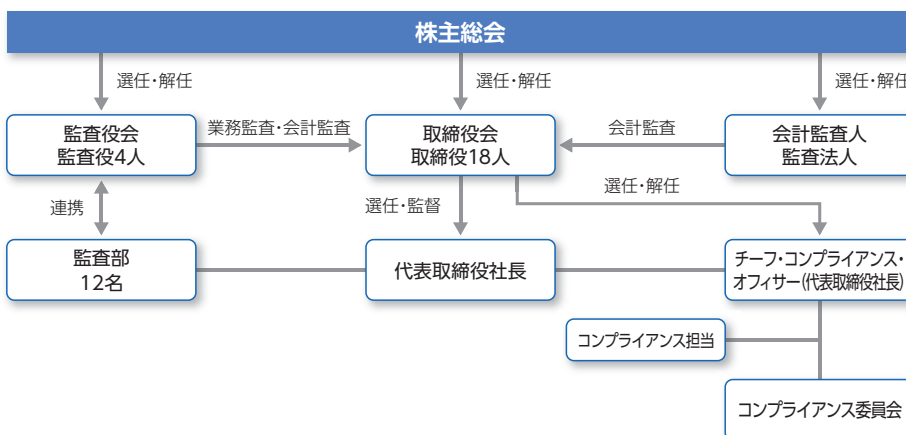 株主総会
選任・解任
選任・解任
選任・解任
監査役会
監査役4人
業務監査・会計監査
取締役会
取締役18人
会計監査
会計監査人
監査法人
連携
選任・監督
選任・解任
監査部
12名
代表取締役社長
チーフ・コンプライアンス・
オフィサー(代表取締役社長)
コンプライアンス担当
コンプライアンス委員会